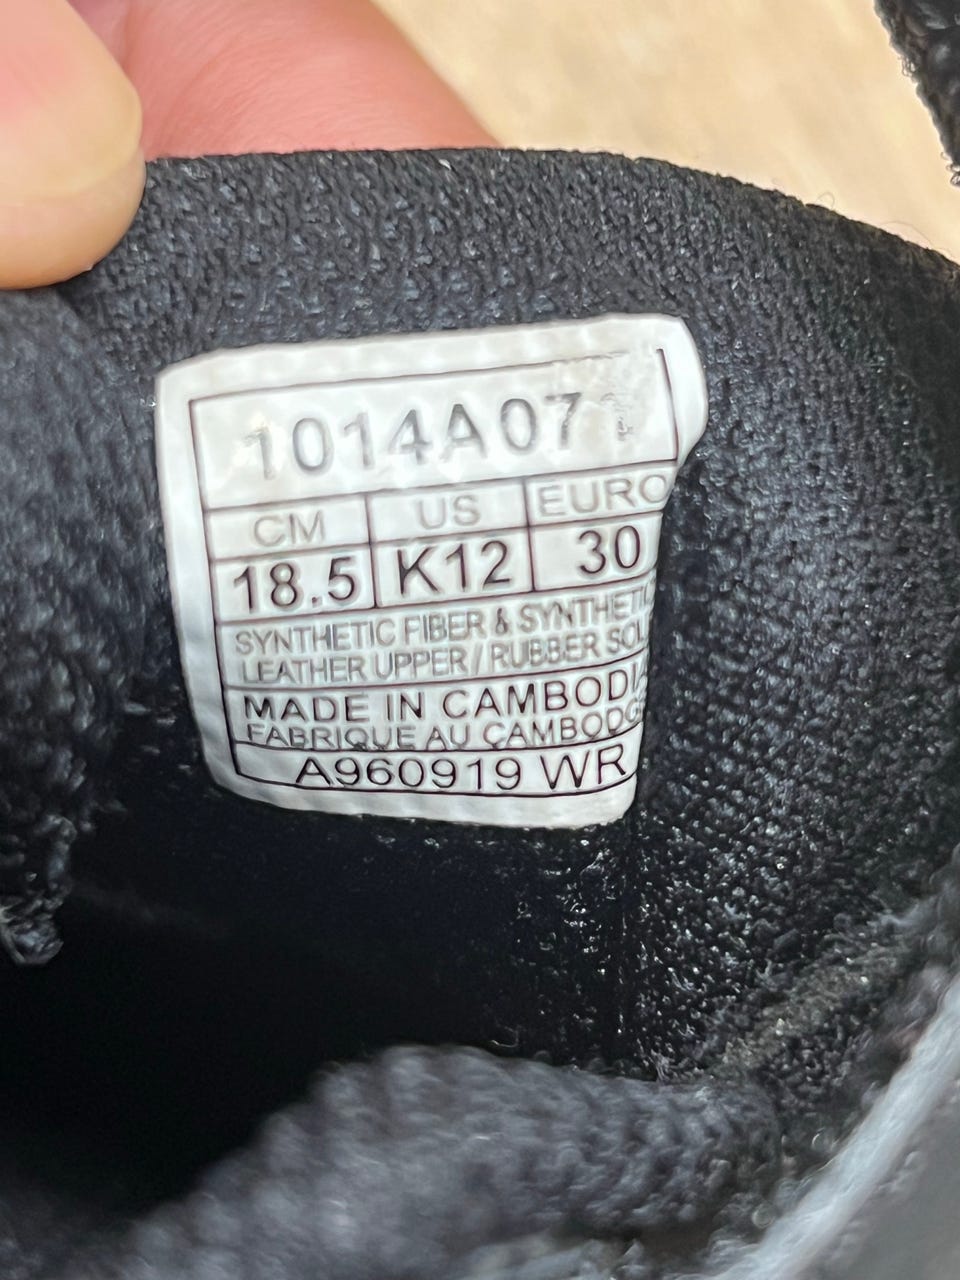 1014A07
CM US EURO
18.5 K12 30
SYNTHETIC FIBER & SYNTHETIC
LEATHER UPPER / RUBBER SOL
MADE IN CAMBODIA
FABRIQUE AU CAMBODGE
A960919 WR